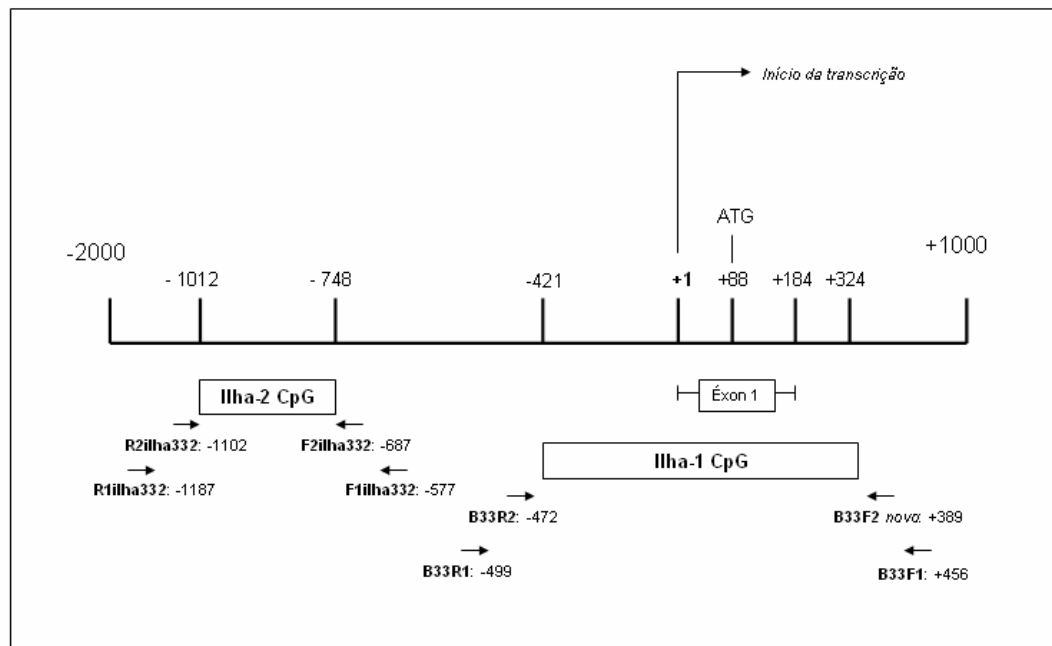 Início da transcrição
ATG
-2000
+1000
- 1012
- 748
-421
+1
+88
+184
+324
Ilha-2 CpG
Éxon 1
R2ilha332: -1102
F2ilha332: -687
Ilha-1 CpG
R1ilha332: -1187
F1ilha332: -577
B33R2: -472
B33F2 nova: +389
B33R1: -499
B33F1: +456